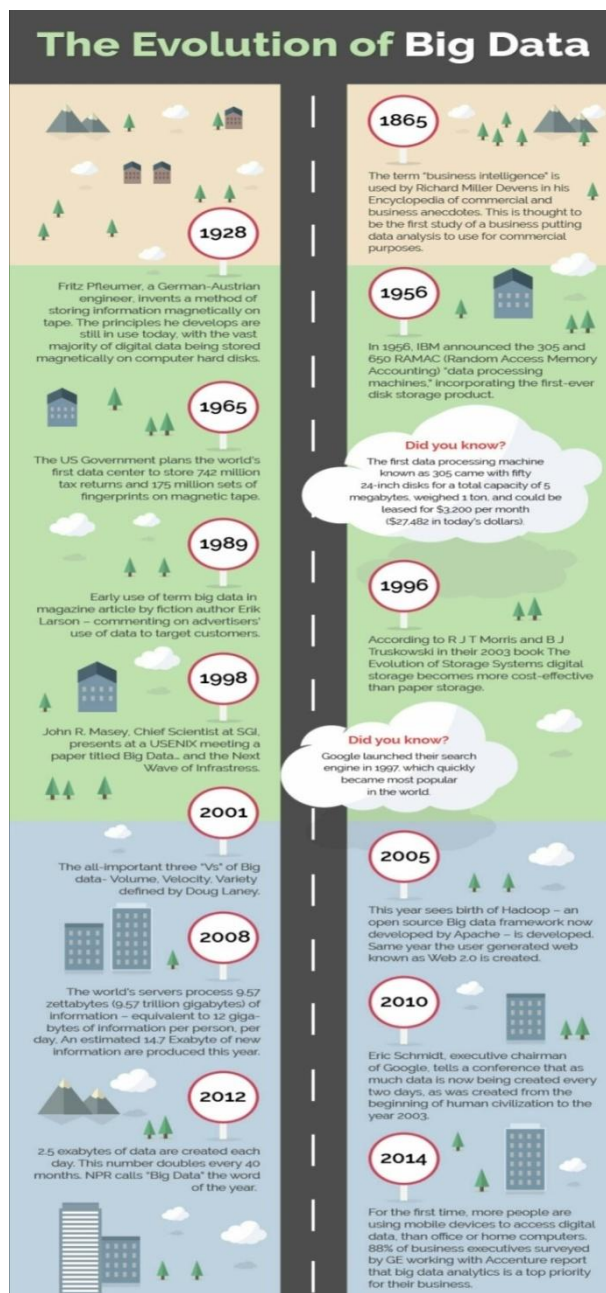 The Evolution of Big Data
1865
The term "business intelligence" is
used by Richard Miller Devens in his
Encyclopedia of commercial and
business anecdotes. This is thought to
be the first study of a business putting
data analysis to use for commercial
purposes.
1928
Fritz Pfleumer, a German-Austrian
engineer, invents a method of
storing information magnetically on
tape. The principles he develops are
still in use today, with the vast
majority of digital data being stored
magnetically on computer hard disks.
1956
In 1956, IBM announced the 305 and
650 RAMAC (Random Access Memory
Accounting) "data processing
machines," incorporating the first-ever
disk storage product.
Did you know?
The first data processing machine
known as 305 came with fifty
24-inch disks for a total capacity of 5
megabytes, weighed 1 ton, and could be
leased for $3,200 per month
($27,482 in today's dollars).
1965
The US Government plans the world's
first data center to store 742 million
tax returns and 175 million sets of
fingerprints on magnetic tape.
1989
Early use of term big data in
magazine article by fiction author Erik
Larson – commenting on advertisers'
use of data to target customers.
1996
According to R J T Morris and B J
Truskowski in their 2003 book The
Evolution of Storage Systems digital
storage becomes more cost-effective
than paper storage.
Did you know?
Google launched their search
engine in 1997, which quickly
became most popular
in the world.
1998
John R. Masey, Chief Scientist at SGI,
presents at a USENIX meeting a
paper titled Big Data... and the Next
Wave of Infrastress.
2001
The all-important three "Vs" of Big
data- Volume, Velocity, Variety
defined by Doug Laney.
2005
This year sees birth of Hadoop – an
open source Big data framework now
developed by Apache – is developed.
Same year the user generated web
known as Web 2.0 is created.
2008
The world's servers process 9.57
zettabytes (9.57 trillion gigabytes) of
information – equivalent to 12 giga-
bytes of information per person, per
day. An estimated 14.7 Exabyte of new
information are produced this year.
2010
Eric Schmidt, executive chairman
of Google, tells a conference that as
much data is now being created every
two days, as was created from the
beginning of human civilization to the
year 2003.
2012
2.5 exabytes of data are created each
day. This number doubles every 40
months. NPR calls "Big Data" the word
of the year.
2014
For the first time, more people are
using mobile devices to access digital
data, than office or home computers.
88% of business executives surveyed
by GE working with Accenture report
that big data analytics is a top priority
for their business.